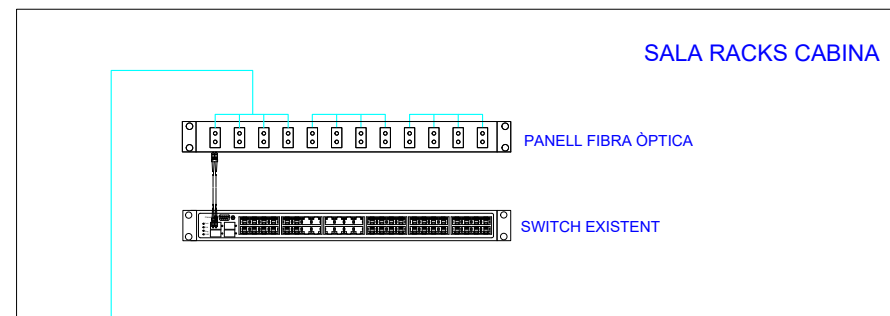 SALA RACKS CABINA
PANELL FIBRA ÒPTICA
SWITCH EXISTENT